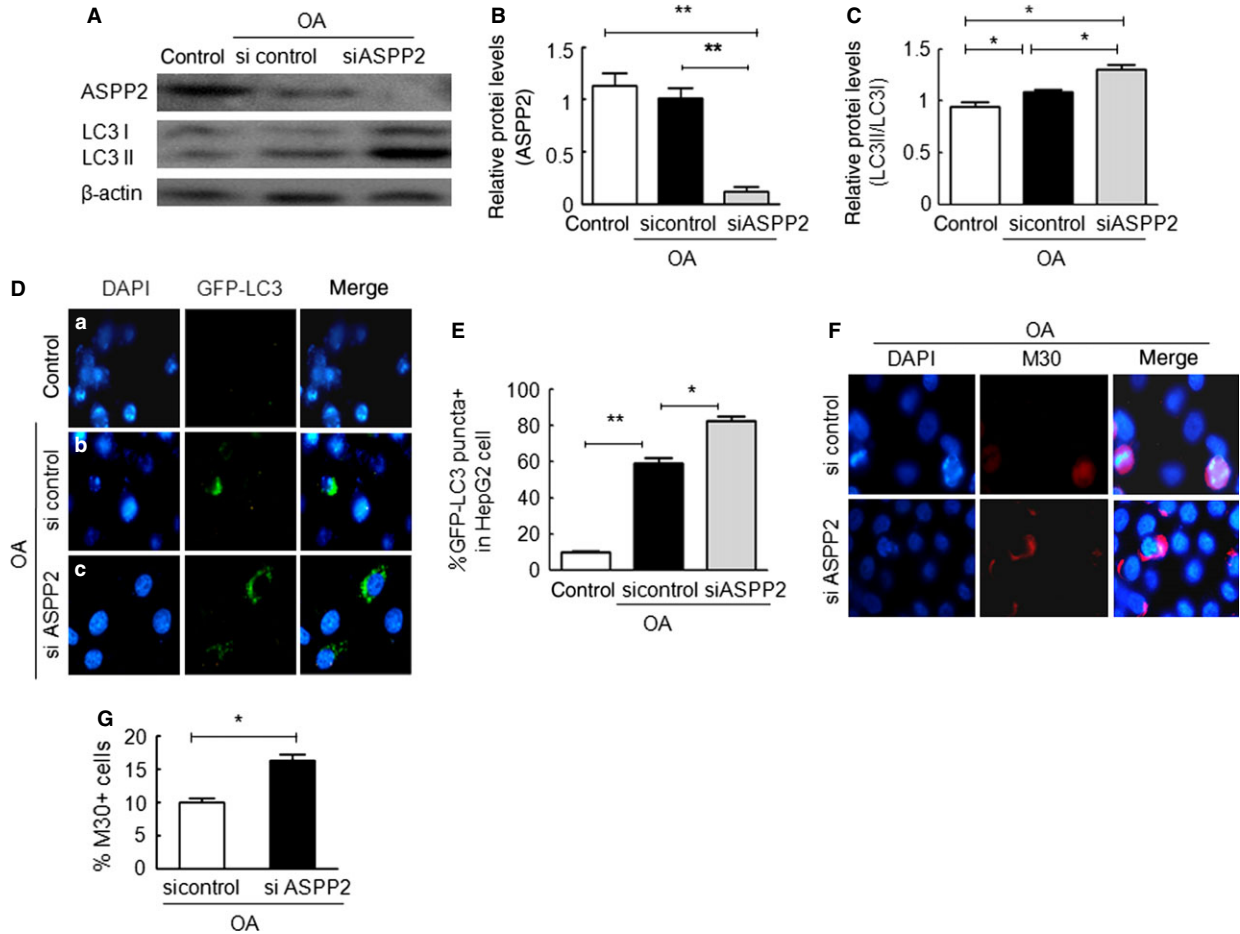 A
OA
Control si control siASPP2
ASPP2
LC3 I
LC3 II
β-actin
B
**
**
Relative protei levels
(ASPP2)
1.5
1
0.5
0
Control sicontrol siASPP2
OA
C
*
*
*
Relative protei levels
(LC3II/LC3I)
1.5
1
0.5
0
Control sicontrol siASPP2
OA
D
DAPI GFP-LC3 Merge
Control
a
OA
si control
b
si ASPP2
c
E
%GFP-LC3 puncta+
in HepG2 cell
100
80
60
40
20
0
**
*
Control sicontrol siASPP2
OA
F
OA
DAPI M30 Merge
si control
si ASPP2
G
*
% M30+ cells
20
15
10
5
0
sicontrol si ASPP2
OA